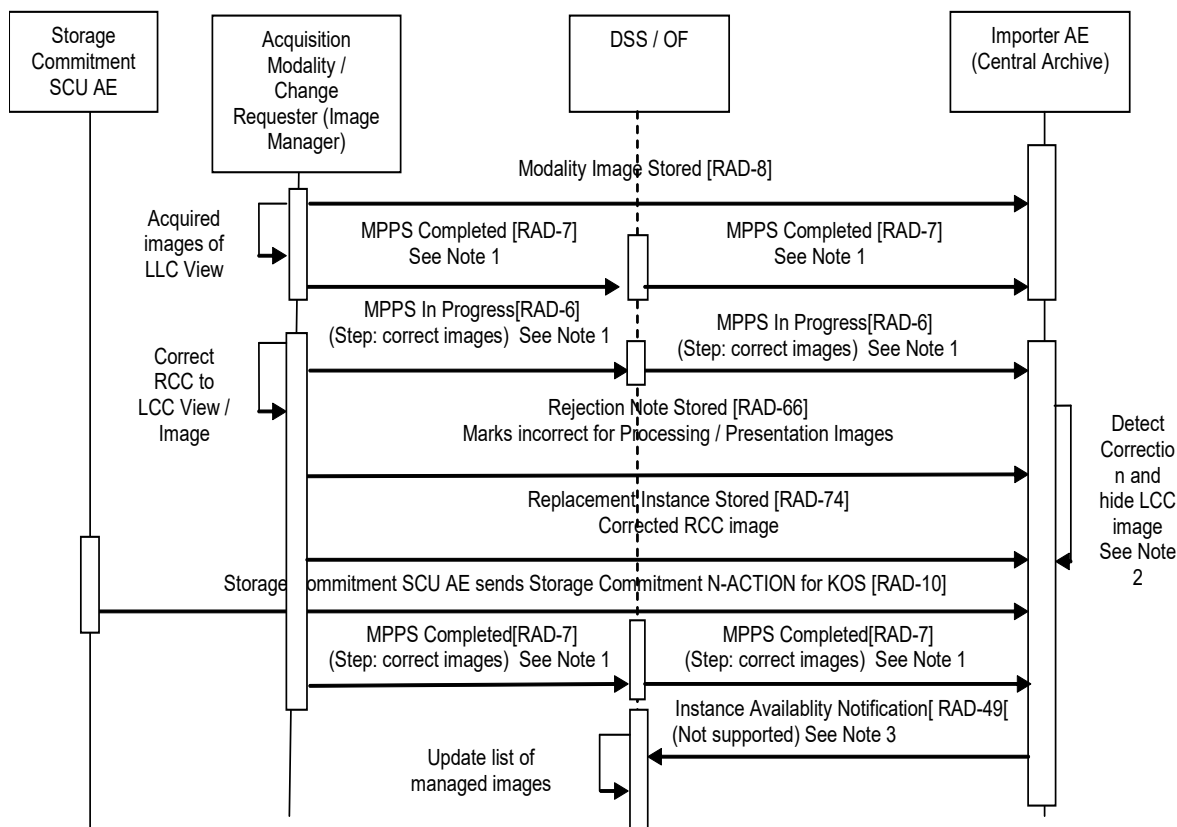 Storage
Commitment
SCU AE
Acquisition
Modality /
Change
Requester (Image
Manager)
DSS / OF
Importer AE
(Central Archive)
Modality Image Stored [RAD-8]
Acquired
images of
LLC View
MPPS Completed [RAD-7]
See Note 1
MPPS Completed [RAD-7]
See Note 1
MPPS In Progress[RAD-6]
(Step: correct images) See Note 1
MPPS In Progress[RAD-6]
(Step: correct images) See Note 1
Correct
RCC to
LCC View /
Image
Rejection Note Stored [RAD-66]
Marks incorrect for Processing / Presentation Images
Detect
Correctio
n and
hide LCC
image
See Note
2
Replacement Instance Stored [RAD-74]
Corrected RCC image
Storage Commitment SCU AE sends Storage Commitment N-ACTION for KOS [RAD-10]
MPPS Completed[RAD-7]
(Step: correct images) See Note 1
MPPS Completed[RAD-7]
(Step: correct images) See Note 1
Instance Availablity Notification[ RAD-49[
(Not supported) See Note 3
Update list of
managed images